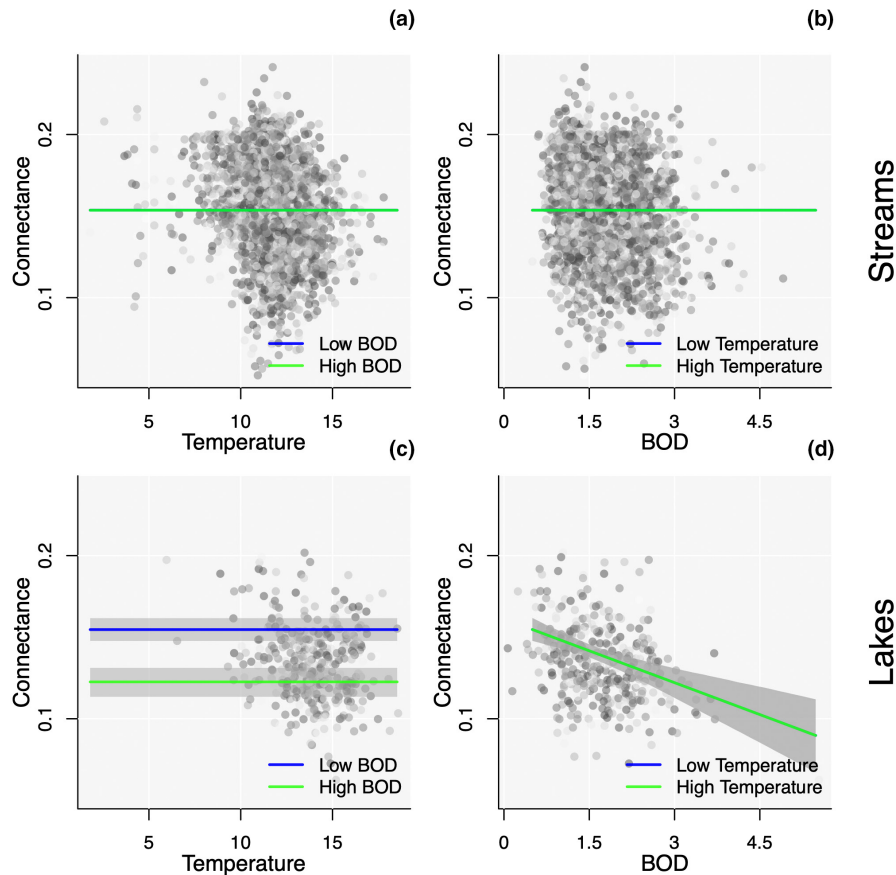 (a)
0.2
0.1
Connectance
Low BOD
High BOD
5 10 15
Temperature
(b)
0.2
0.1
Connectance
Low Temperature
High Temperature
0 1.5 3 4.5
BOD
Streams
(c)
0.2
0.1
Connectance
Low BOD
High BOD
5 10 15
Temperature
(d)
0.2
0.1
Connectance
Low Temperature
High Temperature
0 1.5 3 4.5
BOD
Lakes